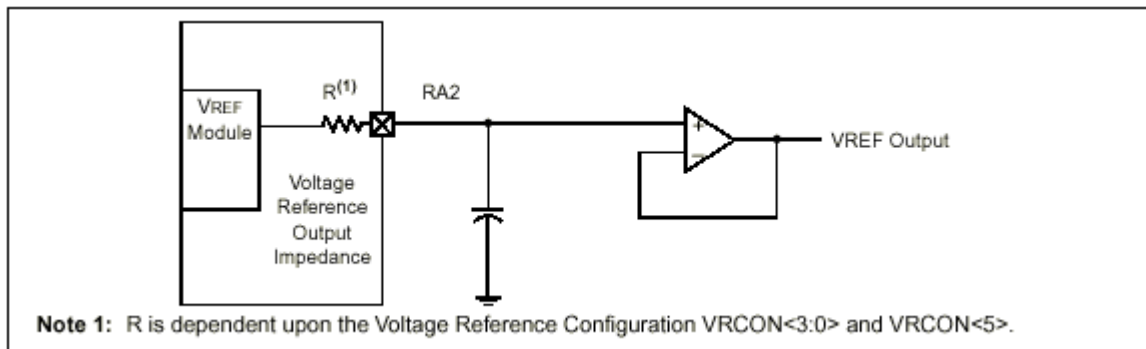 VREF
Module
R(1)
RA2
+
−
VREF Output
Voltage
Reference
Output
Impedance
Note 1: R is dependent upon the Voltage Reference Configuration VRCON<3:0> and VRCON<5>.